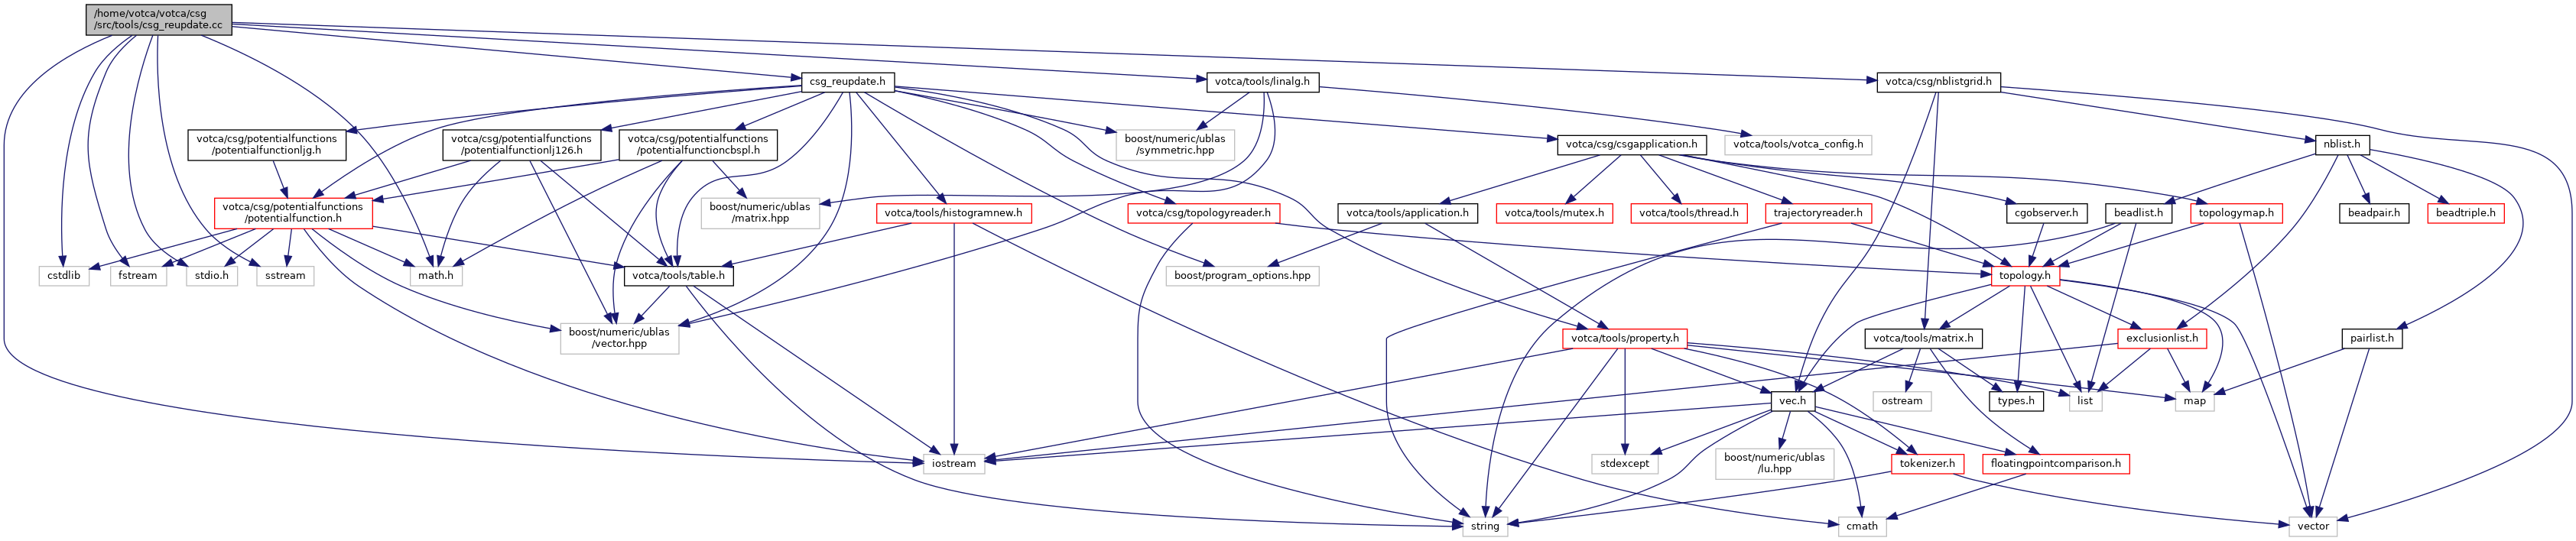 /home/votca/votca/csg
/src/tools/csg_reupdate.cc
csg_reupdate.h
votca/tools/linalg.h
votca/csg/nblistgrid.h
votca/csg/potentialfunctions
/potentialfunctionljg.h
votca/csg/potentialfunctions
/potentialfunctionlj126.h
votca/csg/potentialfunctions
/potentialfunctioncbspl.h
boost/numeric/ublas
/symmetric.hpp
votca/csg/csgapplication.h
votca/tools/votca_config.h
nblist.h
votca/csg/potentialfunctions
/potentialfunction.h
boost/numeric/ublas
/matrix.hpp
votca/tools/histogramnew.h
votca/csg/topologyreader.h
votca/tools/application.h
votca/tools/mutex.h
votca/tools/thread.h
trajectoryreader.h
cgobserver.h
beadlist.h
topologymap.h
beadpair.h
beadtriple.h
cstdlib
fstream
stdio.h
sstream
math.h
votca/tools/table.h
boost/program_options.hpp
topology.h
boost/numeric/ublas
/vector.hpp
votca/tools/property.h
votca/tools/matrix.h
exclusionlist.h
pairlist.h
vec.h
ostream
types.h
list
map
iostream
stdexcept
boost/numeric/ublas
/lu.hpp
tokenizer.h
floatingpointcomparison.h
string
cmath
vector